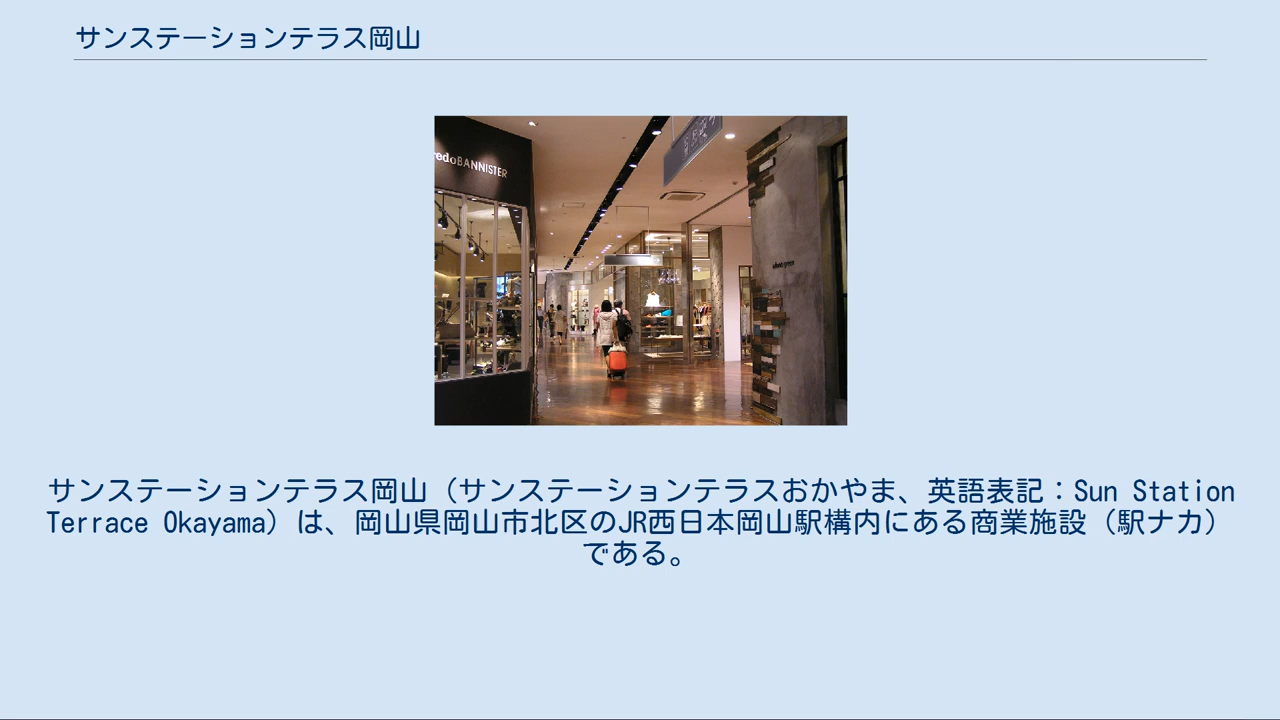 サンステーションテラス岡山
redoBANNISTER
サンステーションテラス岡山（サンステーションテラスおかやま、英語表記：Sun Station
Terrace Okayama）は、岡山県岡山市北区のJR西日本岡山駅構内にある商業施設（駅ナカ）
である。